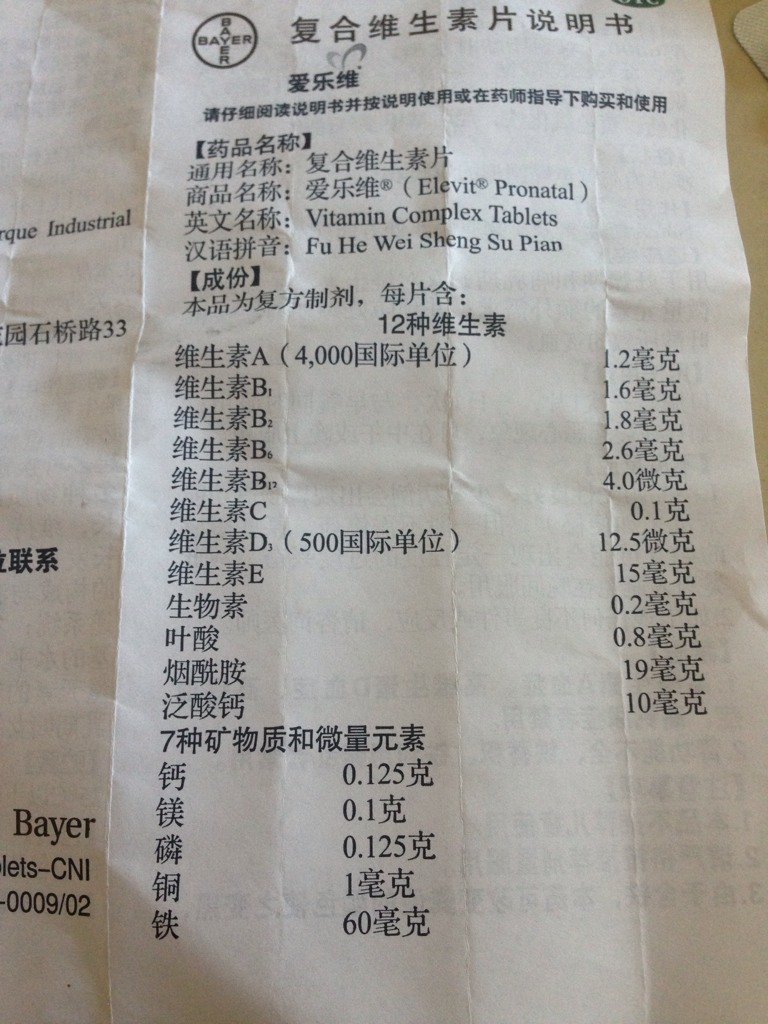 BAYER
BAYER
OTC
复合维生素片说明书
爱乐维
请仔细阅读说明书并按说明使用或在药师指导下购买和使用
【药品名称】
通用名称：复合维生素片
商品名称：爱乐维®（Elevit® Pronatal）
英文名称：Vitamin Complex Tablets
汉语拼音：Fu He Wei Sheng Su Pian
【成份】
本品为复方制剂，每片含：
12种维生素
维生素A（4,000国际单位） 1.2毫克
维生素B₁ 1.6毫克
维生素B₂ 1.8毫克
维生素B₆ 2.6毫克
维生素B₁₂ 4.0微克
维生素C 0.1克
维生素D₃（500国际单位） 12.5微克
维生素E 15毫克
生物素 0.2毫克
叶酸 0.8毫克
烟酰胺 19毫克
泛酸钙 10毫克
7种矿物质和微量元素
钙 0.125克
镁 0.1克
磷 0.125克
铜 1毫克
铁 60毫克
rque Industrial
园石桥路33
联系
Bayer
lets-CNI
-0009/02